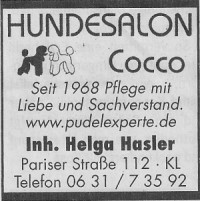 HUNDESALON
Cocco
Seit 1968 Pflege mit
Liebe und Sachverstand.
www.pudelexperte.de
Inh. Helga Hasler
Pariser Straße 112 · KL
Telefon 06 31 / 7 35 92